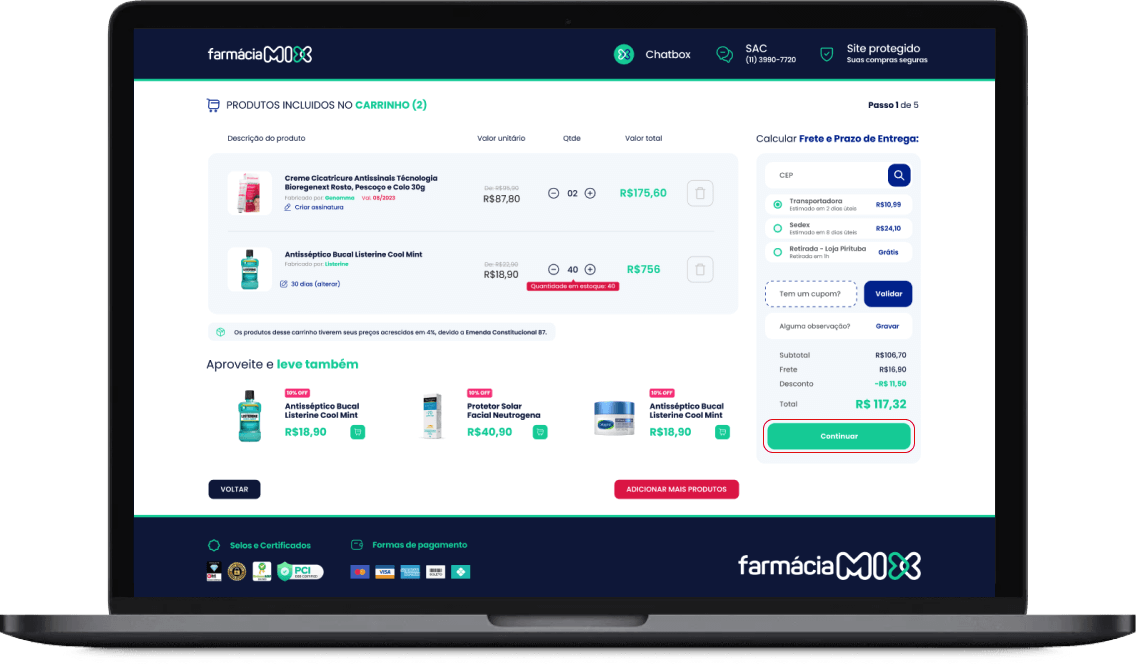 farmácia MIX
Chatbox
SAC
(11) 3990-7720
Site protegido
Suas compras seguras
PRODUTOS INCLUIDOS NO CARRINHO (2)
Passo 1 de 5
Descrição do produto
Valor unitário
Qtde
Valor total
Creme Cicatricure Antissinais Técnologia
Bioregenext Rosto, Pescoço e Colo 30g
Fabricado por: Genomma Val. 05/2023
Criar assinatura
R$87,80
02
R$175,60
Antisséptico Bucal Listerine Cool Mint
Fabricado por: Listerine
30 dias (alterar)
De: R$22,90
R$18,90
40
Quantidade em estoque: 40
R$756
Os produtos desse carrinho tiverem seus preços acrescidos em 4%, devido a Emenda Constitucional 87.
Calcular Frete e Prazo de Entrega:
CEP
Transportadora
Estimado em 2 dias úteis
R$10,99
Sedex
Estimado em 8 dias úteis
R$24,10
Retirada - Loja Pirituba
Retirada em 1h
Grátis
Tem um cupom?
Validar
Alguma observação?
Gravar
Subtotal
R$106,70
Frete
R$16,90
Desconto
-R$ 11,50
Total
R$ 117,32
Continuar
Aproveite e leve também
10% OFF
Antisséptico Bucal
Listerine Cool Mint
R$18,90
10% OFF
Protetor Solar
Facial Neutrogena
R$40,90
10% OFF
Antisséptico Bucal
Listerine Cool Mint
R$18,90
VOLTAR
ADICIONAR MAIS PRODUTOS
Selos e Certificados
PCI
Formas de pagamento
VISA
BOLETO
farmácia MIX